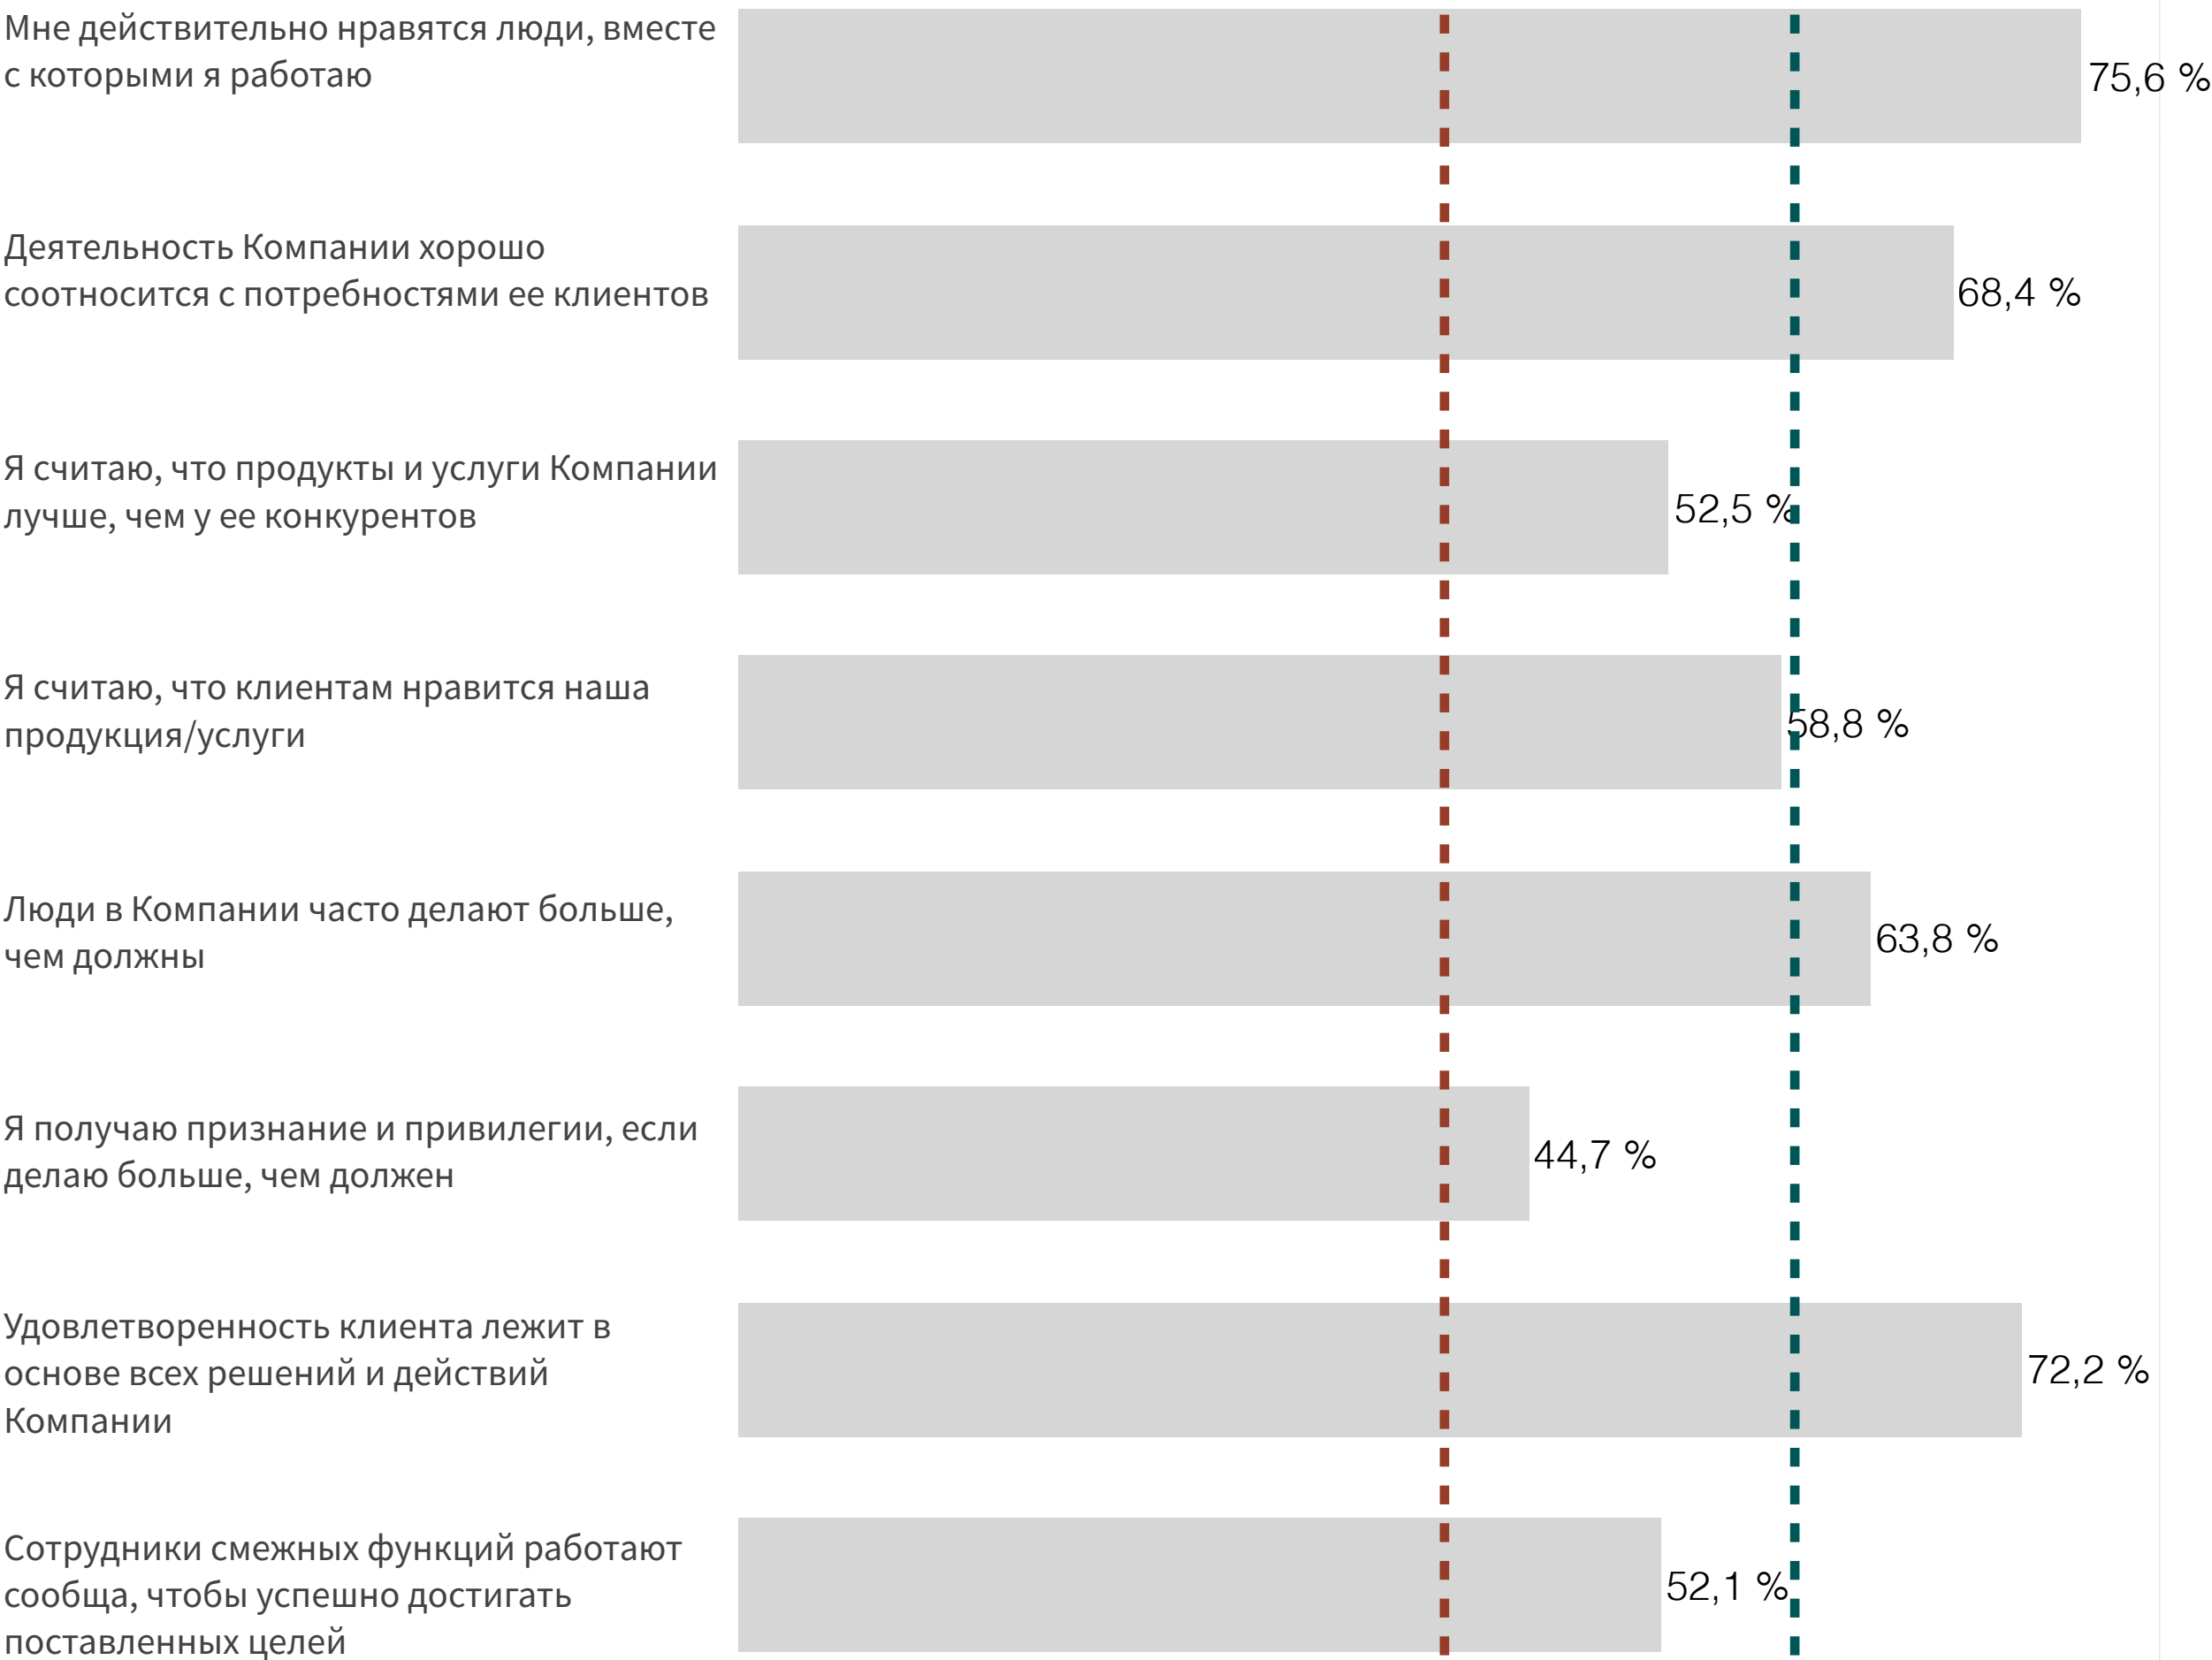 Мне действительно нравятся люди, вместе
с которыми я работаю
75,6 %
Деятельность Компании хорошо
соотносится с потребностями ее клиентов
68,4 %
Я считаю, что продукты и услуги Компании
лучше, чем у ее конкурентов
52,5 %
Я считаю, что клиентам нравится наша
продукция/услуги
58,8 %
Люди в Компании часто делают больше,
чем должны
63,8 %
Я получаю признание и привилегии, если
делаю больше, чем должен
44,7 %
Удовлетворенность клиента лежит в
основе всех решений и действий
Компании
72,2 %
Сотрудники смежных функций работают
сообща, чтобы успешно достигать
поставленных целей
52,1 %